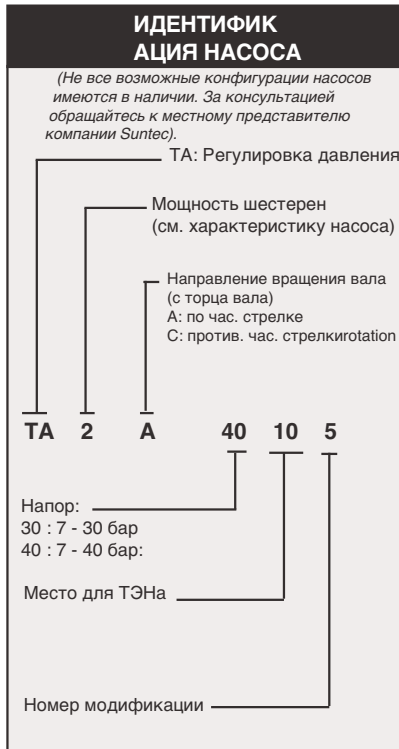 ИДЕНТИФИК
АЦИЯ НАСОСА
(Не все возможные конфигурации насосов
имеются в наличии. За консультацией
обращайтесь к местному представителю
компании Suntec).
ТА: Регулировка давления
Мощность шестерен
(см. характеристику насоса)
Направление вращения вала
(с торца вала)
А: по час. стрелке
С: против. час. стрелкиrotation
TA 2 A 40 10 5
Напор:
30 : 7 - 30 бар
40 : 7 - 40 бар:
Место для ТЭНа
Номер модификации